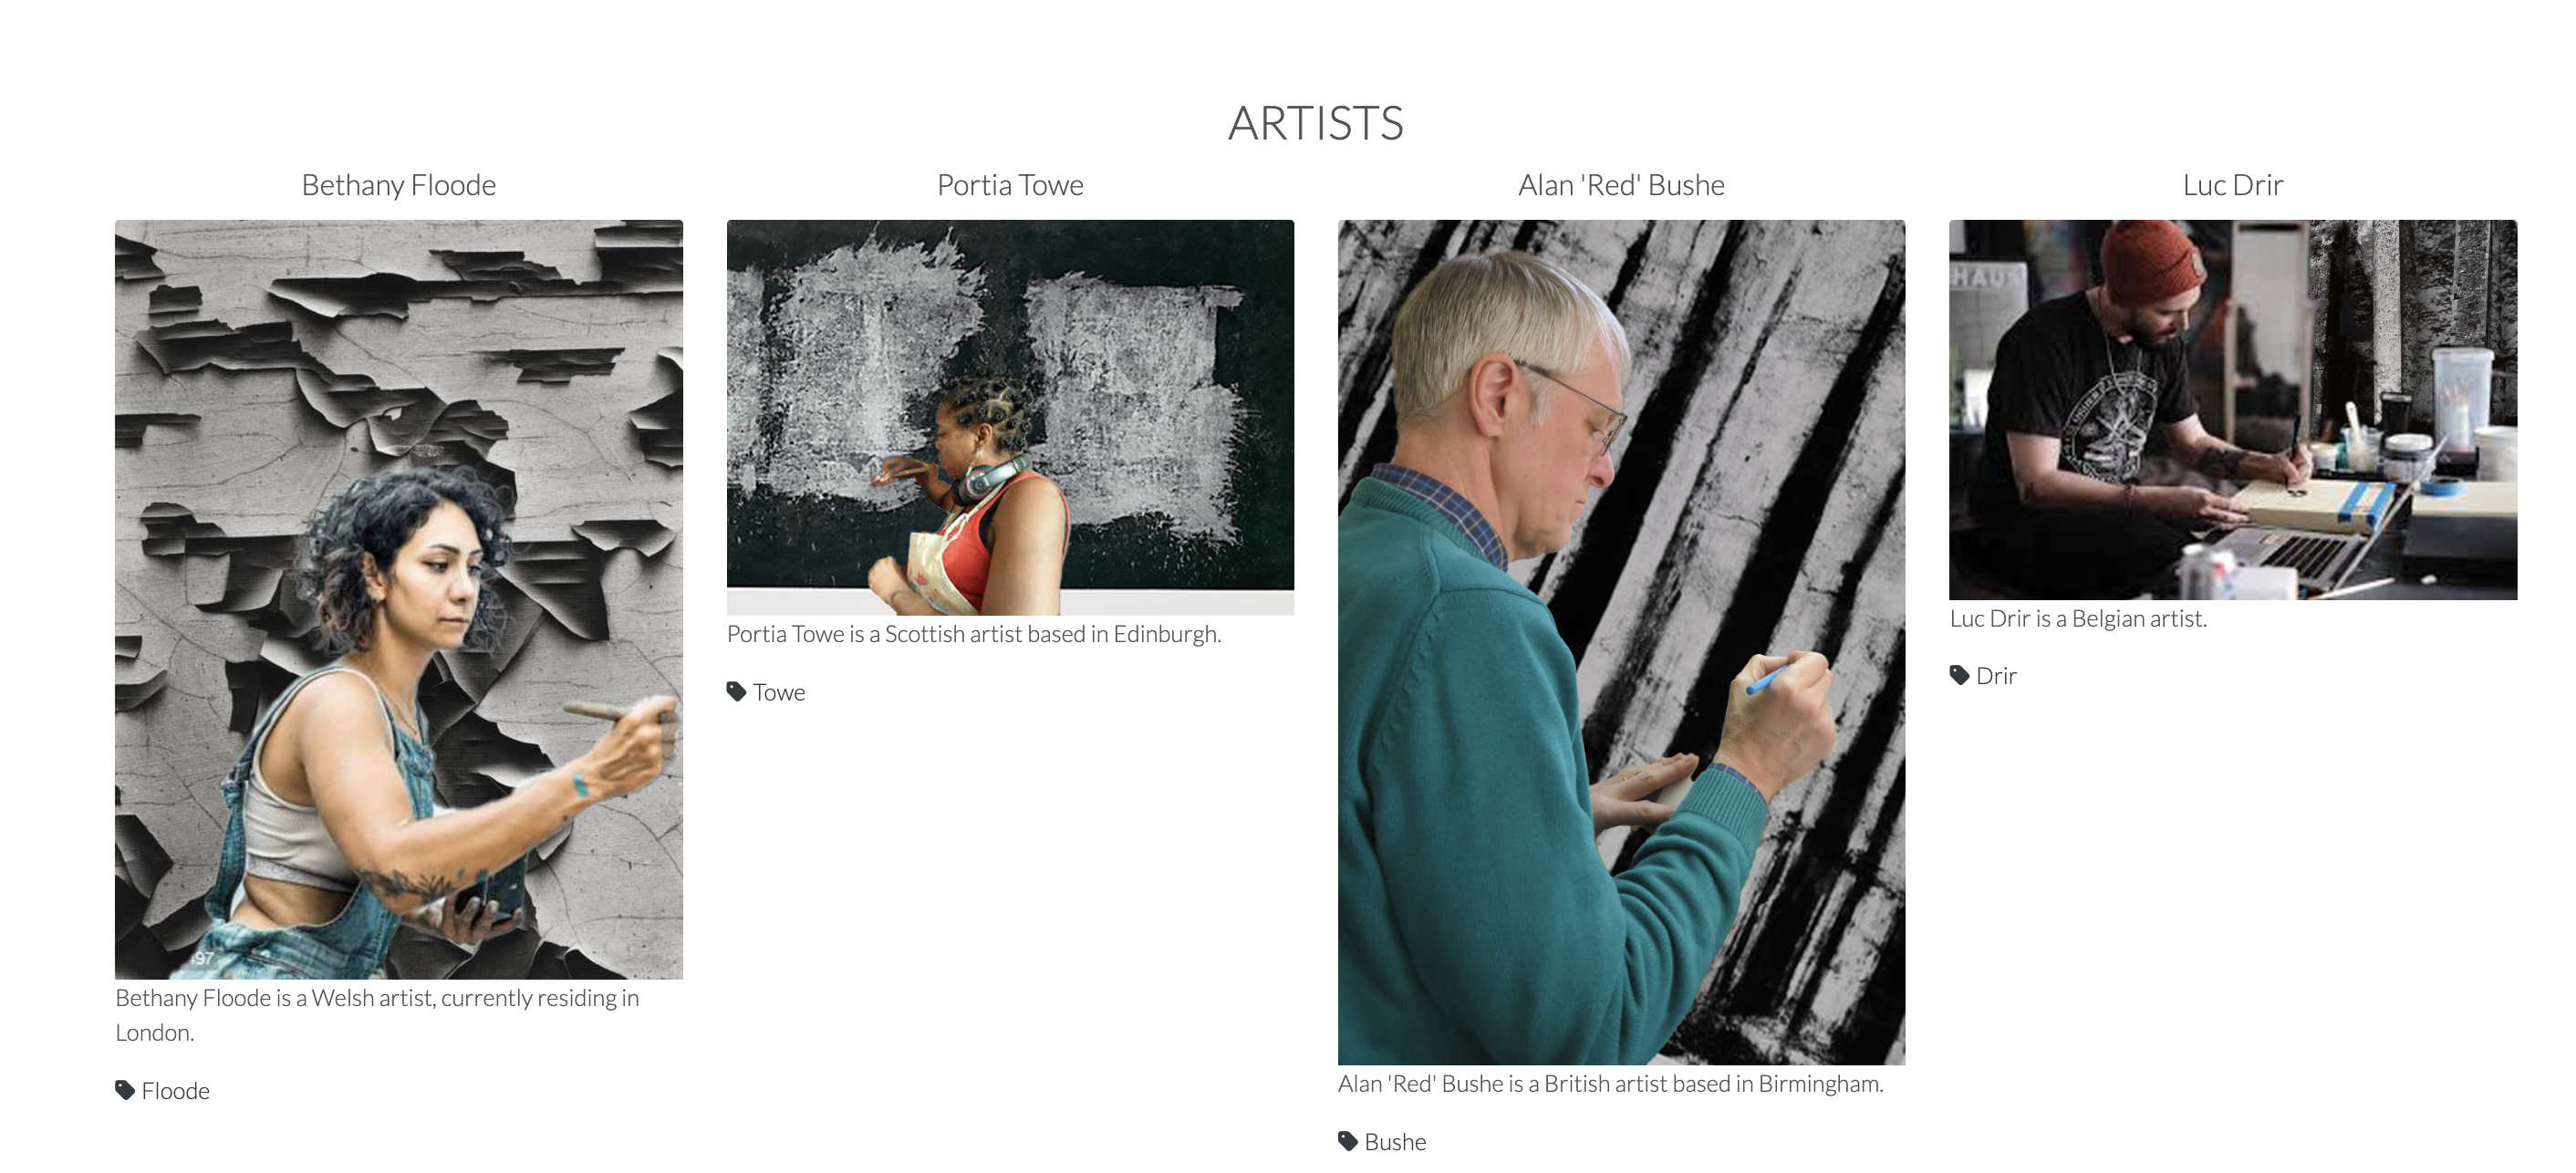 ARTISTS
Bethany Floode
Bethany Floode is a Welsh artist, currently residing in
London.
Floode
Portia Towe
Portia Towe is a Scottish artist based in Edinburgh.
Towe
Alan 'Red' Bushe
Alan 'Red' Bushe is a British artist based in Birmingham.
Bushe
Luc Drir
HAUS
Luc Drir is a Belgian artist.
Drir